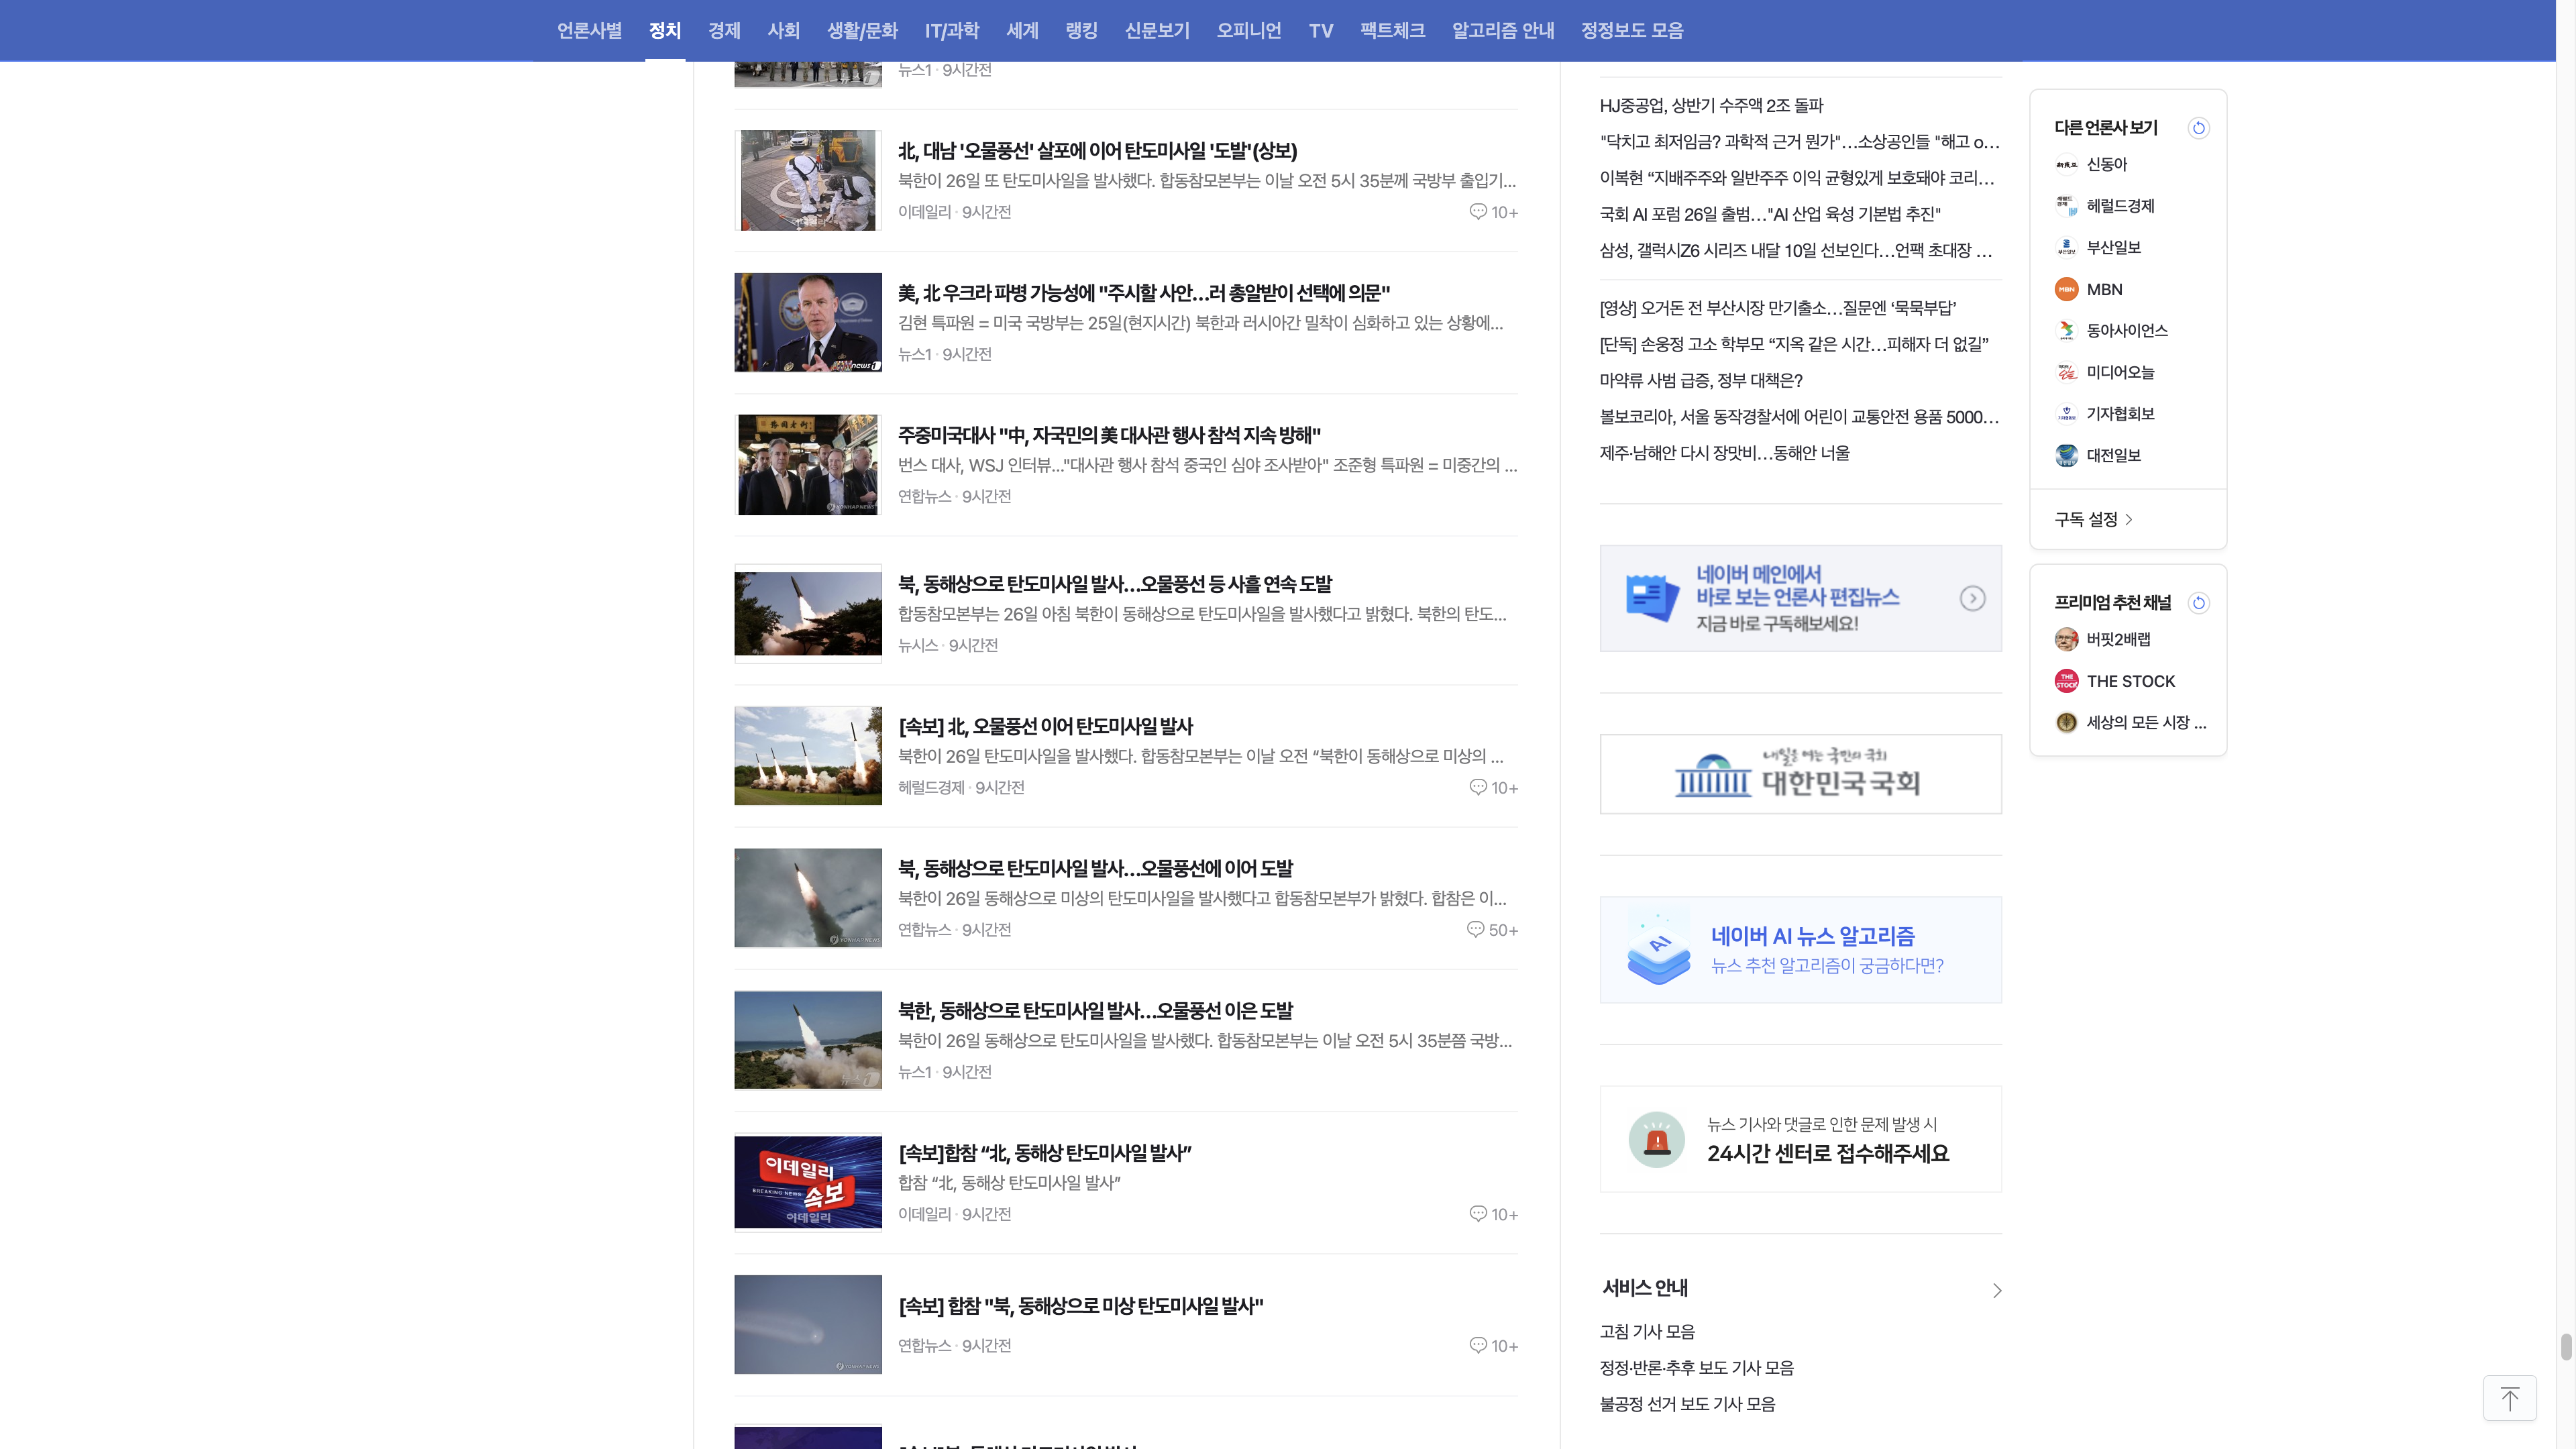 언론사별 정치 경제 사회 생활/문화 IT/과학 세계 랭킹 신문보기 오피니언 TV 팩트체크 알고리즘 안내 정정보도 모음
뉴스1
뉴스1 · 9시간전
北, 대남 '오물풍선' 살포에 이어 탄도미사일 '도발'(상보)
북한이 26일 또 탄도미사일을 발사했다. 합동참모본부는 이날 오전 5시 35분께 국방부 출입기...
이데일리 · 9시간전
10+
美, 北 우크라 파병 가능성에 "주시할 사안…러 총알받이 선택에 의문"
김현 특파원 = 미국 국방부는 25일(현지시간) 북한과 러시아간 밀착이 심화하고 있는 상황에...
뉴스1 · 9시간전
주중미국대사 "中, 자국민의 美 대사관 행사 참석 지속 방해"
번스 대사, WSJ 인터뷰…"대사관 행사 참석 중국인 심야 조사받아" 조준형 특파원 = 미중간의 ...
연합뉴스 · 9시간전
YONHAPNEWS
북, 동해상으로 탄도미사일 발사…오물풍선 등 사흘 연속 도발
합동참모본부는 26일 아침 북한이 동해상으로 탄도미사일을 발사했다고 밝혔다. 북한의 탄도...
뉴시스 · 9시간전
[속보] 北, 오물풍선 이어 탄도미사일 발사
북한이 26일 탄도미사일을 발사했다. 합동참모본부는 이날 오전 “북한이 동해상으로 미상의 ...
헤럴드경제 · 9시간전
10+
북, 동해상으로 탄도미사일 발사…오물풍선에 이어 도발
북한이 26일 동해상으로 미상의 탄도미사일을 발사했다고 합동참모본부가 밝혔다. 합참은 이...
연합뉴스 · 9시간전
50+
YONHAPNEWS
북한, 동해상으로 탄도미사일 발사…오물풍선 이은 도발
북한이 26일 동해상으로 탄도미사일을 발사했다. 합동참모본부는 이날 오전 5시 35분쯤 국방...
뉴스1 · 9시간전
뉴스1
이데일리
BREAKING NEWS
속보
이데일리
[속보]합참 “北, 동해상 탄도미사일 발사”
합참 “北, 동해상 탄도미사일 발사”
이데일리 · 9시간전
10+
[속보] 합참 "북, 동해상으로 미상 탄도미사일 발사"
연합뉴스 · 9시간전
10+
YONHAPNEWS
HJ중공업, 상반기 수주액 2조 돌파
"닥치고 최저임금? 과학적 근거 뭔가"…소상공인들 "해고 o...
이복현 “지배주주와 일반주주 이익 균형있게 보호돼야 코리...
국회 AI 포럼 26일 출범…"AI 산업 육성 기본법 추진"
삼성, 갤럭시Z6 시리즈 내달 10일 선보인다…언팩 초대장 ...
[영상] 오거돈 전 부산시장 만기출소…질문엔 ‘묵묵부답’
[단독] 손웅정 고소 학부모 “지옥 같은 시간…피해자 더 없길”
마약류 사범 급증, 정부 대책은?
볼보코리아, 서울 동작경찰서에 어린이 교통안전 용품 5000...
제주·남해안 다시 장맛비…동해안 너울
네이버 메인에서
바로 보는 언론사 편집뉴스
지금 바로 구독해보세요!
내일을 여는 국민의 국회
대한민국국회
AI
네이버 AI 뉴스 알고리즘
뉴스 추천 알고리즘이 궁금하다면?
뉴스 기사와 댓글로 인한 문제 발생 시
24시간 센터로 접수해주세요
서비스 안내
고침 기사 모음
정정·반론·추후 보도 기사 모음
불공정 선거 보도 기사 모음
다른 언론사 보기
신동아
헤럴드경제
부산일보
MBN
MBN
동아사이언스
미디어오늘
기자협회보
대전일보
구독 설정
프리미엄 추천 채널
버핏2배랩
THE STOCK
THE STOCK
세상의 모든 시장 ...